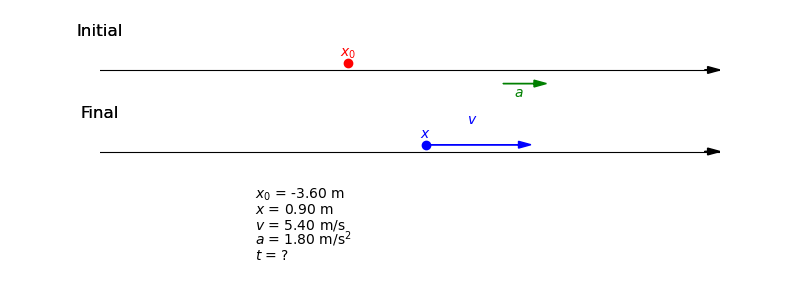 Initial
x₀
a
Final
v
x
x₀ = -3.60 m
x = 0.90 m
v = 5.40 m/s
a = 1.80 m/s²
t = ?